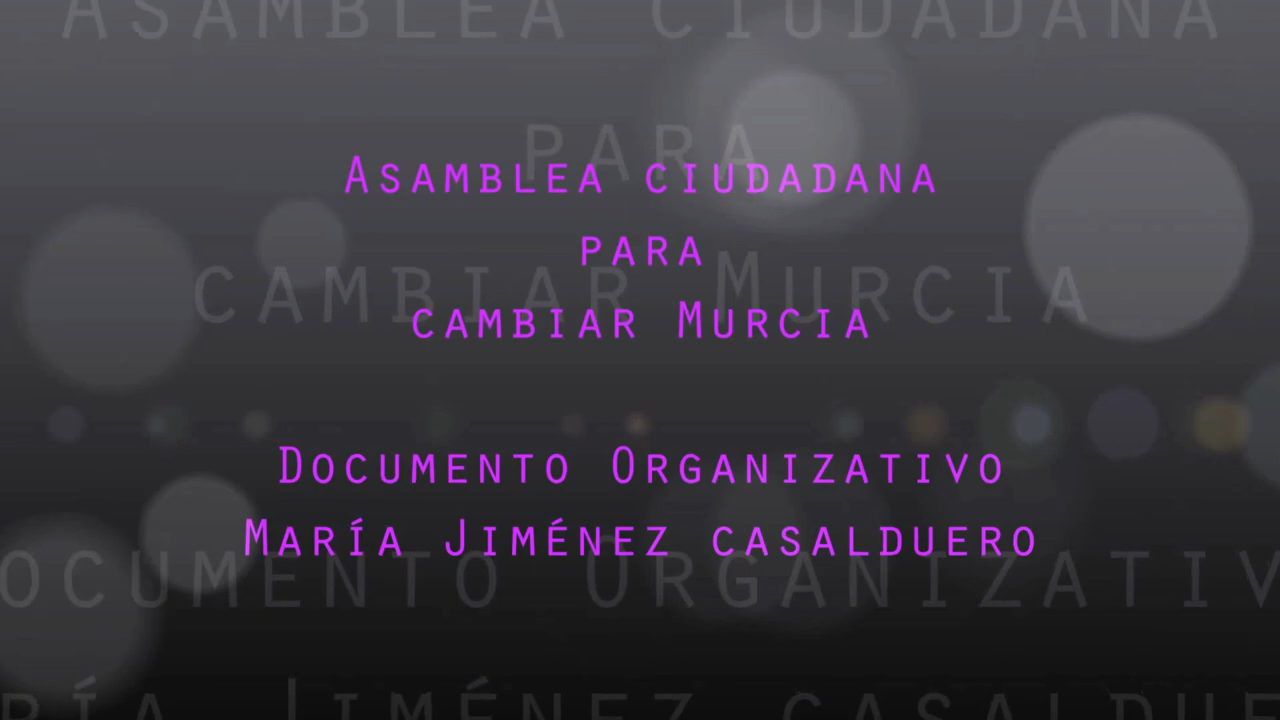 Asamblea ciudadana
para
cambiar Murcia
Documento Organizativo
María Jiménez casalduero